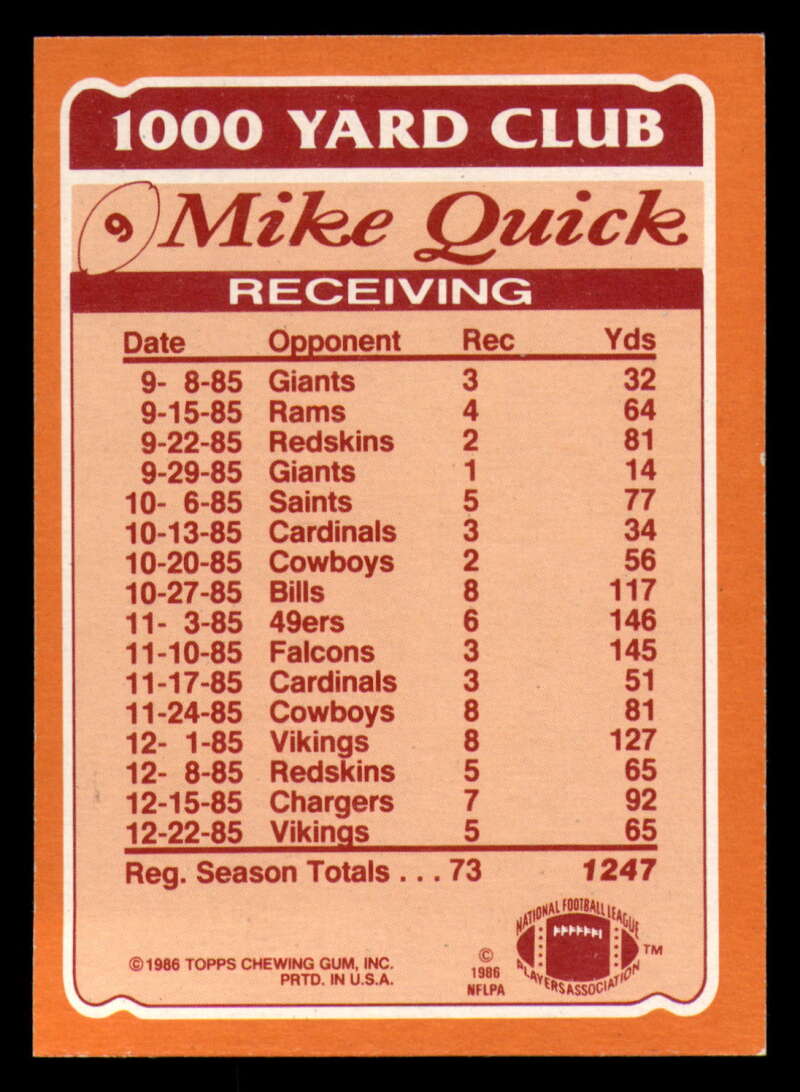 1000 YARD CLUB
9 Mike Quick
RECEIVING
Date Opponent Rec Yds
9- 8-85 Giants 3 32
9-15-85 Rams 4 64
9-22-85 Redskins 2 81
9-29-85 Giants 1 14
10- 6-85 Saints 5 77
10-13-85 Cardinals 3 34
10-20-85 Cowboys 2 56
10-27-85 Bills 8 117
11- 3-85 49ers 6 146
11-10-85 Falcons 3 145
11-17-85 Cardinals 3 51
11-24-85 Cowboys 8 81
12- 1-85 Vikings 8 127
12- 8-85 Redskins 5 65
12-15-85 Chargers 7 92
12-22-85 Vikings 5 65
Reg. Season Totals . . . 73 1247
©1986 TOPPS CHEWING GUM, INC.
PRTD. IN U.S.A.
©
1986
NFLPA
NATIONAL FOOTBALL LEAGUE
PLAYERS ASSOCIATION
™